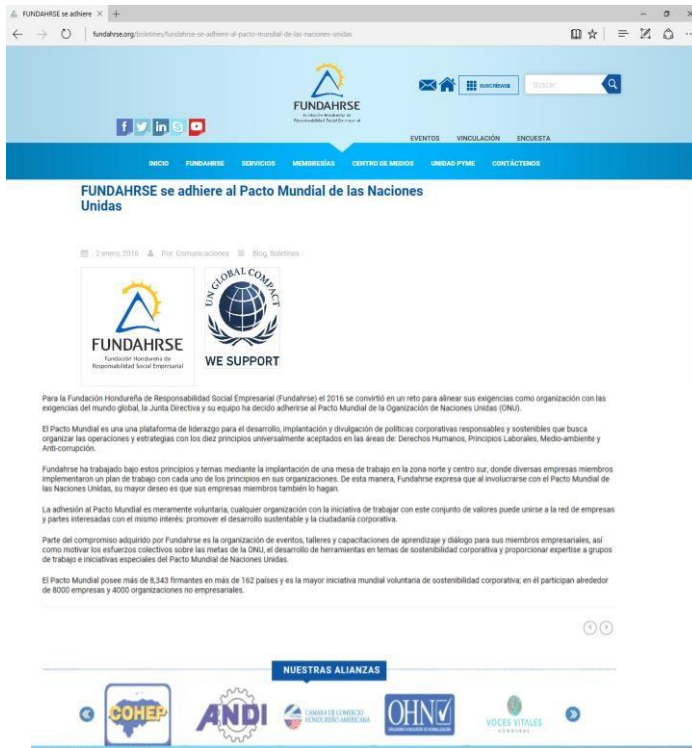 FUNDAHRSE se adhiere
fundahrse.org/boletines/fundahrse-se-adhiere-al-pacto-mundial-de-las-naciones-unidas
FUNDAHRSE
Fundación Hondureña de
Responsabilidad Social Empresarial
SUSCRÍBASE
Buscar
EVENTOS VINCULACIÓN ENCUESTA
INICIO FUNDAHRSE SERVICIOS MEMBRESÍAS CENTRO DE MEDIOS UNIDAD PYME CONTÁCTENOS
FUNDAHRSE se adhiere al Pacto Mundial de las Naciones
Unidas
2 enero, 2016 Por: Comunicaciones Blog, Boletines
FUNDAHRSE
Fundación Hondureña de
Responsabilidad Social Empresarial
UN GLOBAL COMPACT
WE SUPPORT
Para la Fundación Hondureña de Responsabilidad Social Empresarial (Fundahrse) el 2016 se convirtió en un reto para alinear sus exigencias como organización con las
exigencias del mundo global, la Junta Directiva y su equipo ha decido adherirse al Pacto Mundial de la Oganización de Naciones Unidas (ONU).
El Pacto Mundial es una una plataforma de liderazgo para el desarrollo, implantación y divulgación de políticas corporativas responsables y sostenibles que busca
organizar las operaciones y estrategias con los diez principios universalmente aceptados en las áreas de: Derechos Humanos, Principios Laborales, Medio-ambiente y
Anti-corrupción.
Fundahrse ha trabajado bajo estos principios y temas mediante la implantación de una mesa de trabajo en la zona norte y centro sur, donde diversas empresas miembros
implementaron un plan de trabajo con cada uno de los principios en sus organizaciones. De esta manera, Fundahrse expresa que al involucrarse con el Pacto Mundial de
las Naciones Unidas, su mayor deseo es que sus empresas miembros también lo hagan.
La adhesión al Pacto Mundial es meramente voluntaria, cualquier organización con la iniciativa de trabajar con este conjunto de valores puede unirse a la red de empresas
y partes interesadas con el mismo interés: promover el desarrollo sustentable y la ciudadanía corporativa.
Parte del compromiso adquirido por Fundahrse es la organización de eventos, talleres y capacitaciones de aprendizaje y diálogo para sus miembros empresariales, así
como motivar los esfuerzos colectivos sobre las metas de la ONU, el desarrollo de herramientas en temas de sostenibilidad corporativa y proporcionar expertise a grupos
de trabajo e iniciativas especiales del Pacto Mundial de Naciones Unidas.
El Pacto Mundial posee más de 8,343 firmantes en más de 162 países y es la mayor iniciativa mundial voluntaria de sostenibilidad corporativa; en él participan alrededor
de 8000 empresas y 4000 organizaciones no empresariales.
NUESTRAS ALIANZAS
COHEP
ANDI
CAMARA DE COMERCIO
HONDUREÑO AMERICANA
OHN
VOCES VITALES
HONDURAS